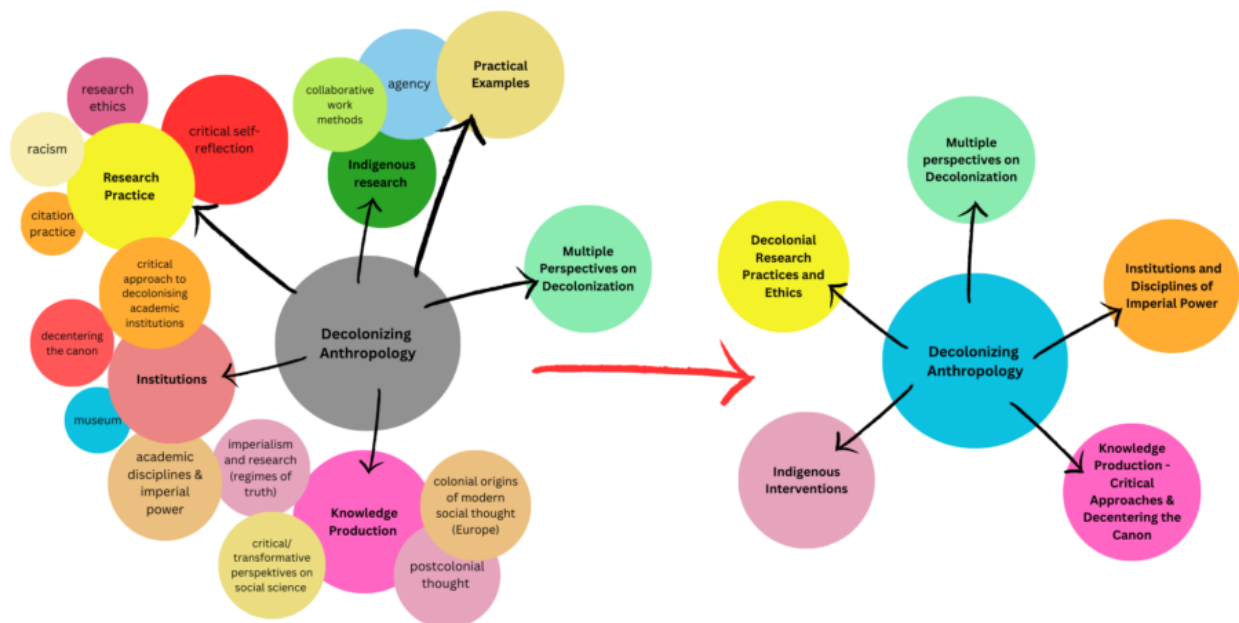 research
ethics
racism
critical self-
reflection
Research
Practice
citation
practice
collaborative
work
methods
agency
Practical
Examples
Indigenous
research
Multiple
Perspectives on
Decolonization
critical
approach to
decolonising
academic
institutions
decentering
the canon
Institutions
museum
academic
disciplines &
imperial
power
Decolonizing
Anthropology
imperialism
and research
(regimes of
truth)
Knowledge
Production
colonial origins
of modern
social thought
(Europe)
critical/
transformative
perspektives on
social science
postcolonial
thought
Multiple
perspectives on
Decolonization
Decolonial
Research
Practices and
Ethics
Institutions and
Disciplines of
Imperial Power
Decolonizing
Anthropology
Indigenous
Interventions
Knowledge
Production -
Critical
Approaches &
Decentering the
Canon